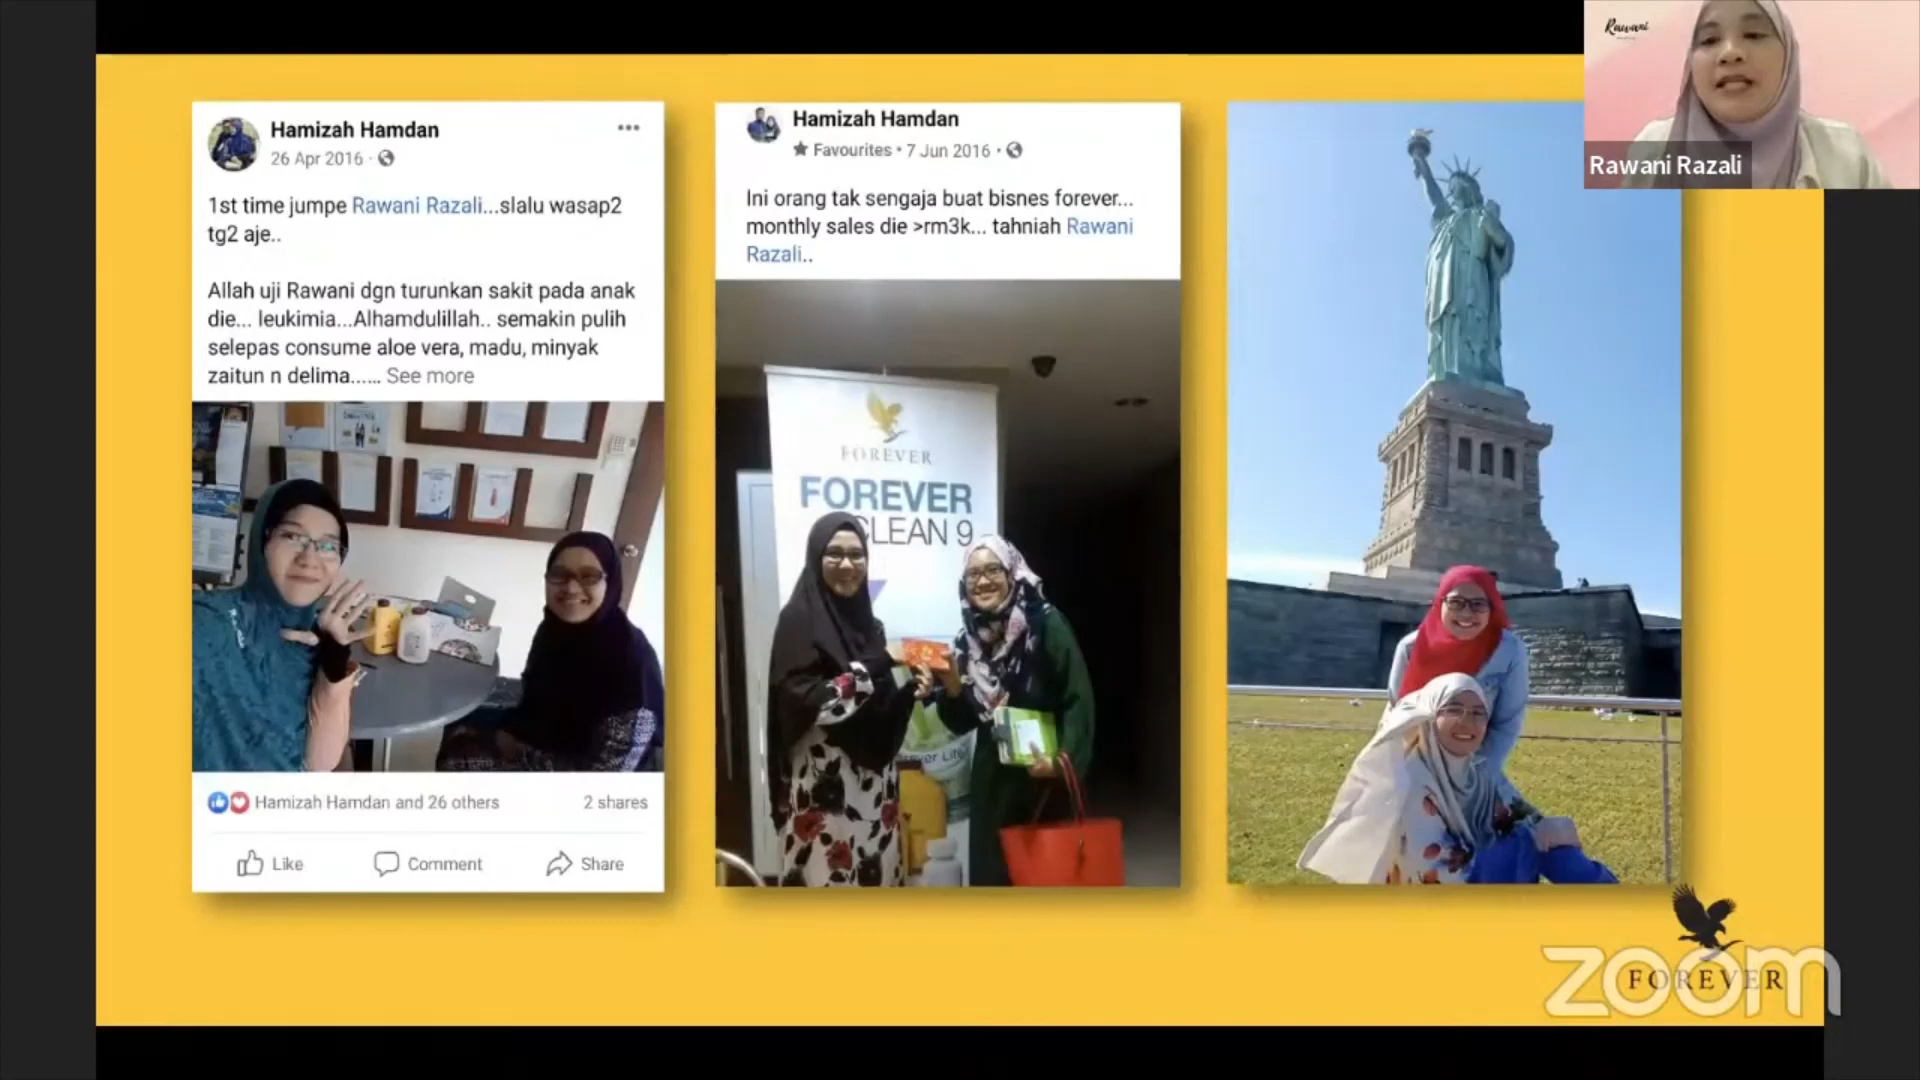 Hamizah Hamdan
26 Apr 2016 ·
1st time jumpe Rawani Razali...slalu wasap2
tg2 aje..
Allah uji Rawani dgn turunkan sakit pada anak
die... leukimia...Alhamdulillah.. semakin pulih
selepas consume aloe vera, madu, minyak
zaitun n delima...... See more
Hamizah Hamdan and 26 others
2 shares
Like
Comment
Share
Hamizah Hamdan
Favourites • 7 Jun 2016 •
Ini orang tak sengaja buat bisnes forever...
monthly sales die >rm3k... tahniah Rawani
Razali..
FOREVER
FOREVER
CLEAN 9
Rawani
Rawani Razali
FOREVER
zoom